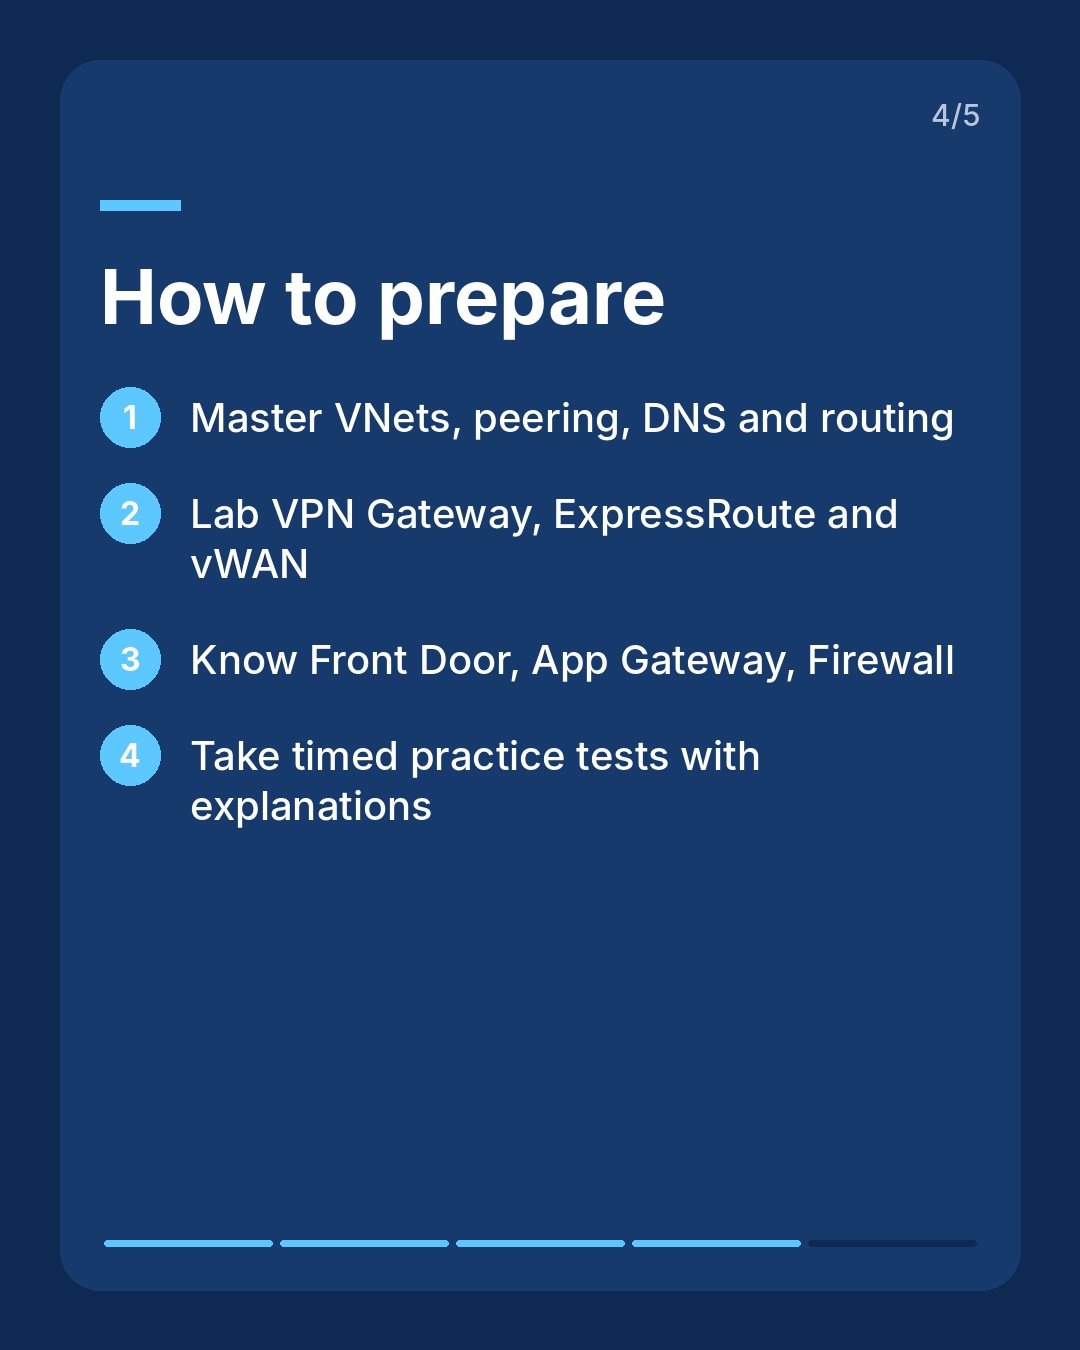 4/5
How to prepare
1 Master VNets, peering, DNS and routing
2 Lab VPN Gateway, ExpressRoute and
vWAN
3 Know Front Door, App Gateway, Firewall
4 Take timed practice tests with
explanations